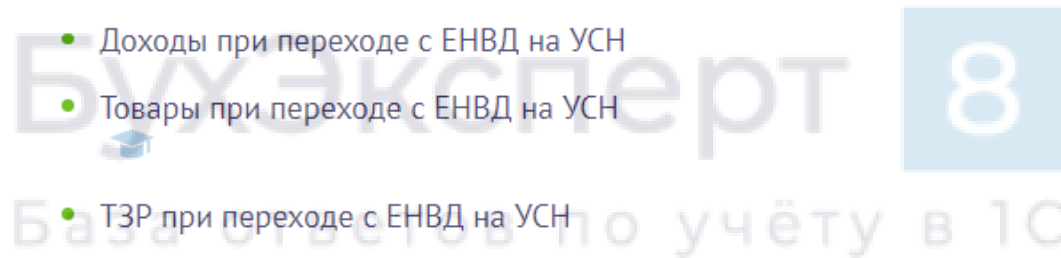 Доходы при переходе с ЕНВД на УСН
БухЭксперт 8
Товары при переходе с ЕНВД на УСН
ТЗР при переходе с ЕНВД на УСН
База ответов по учёту в 1С